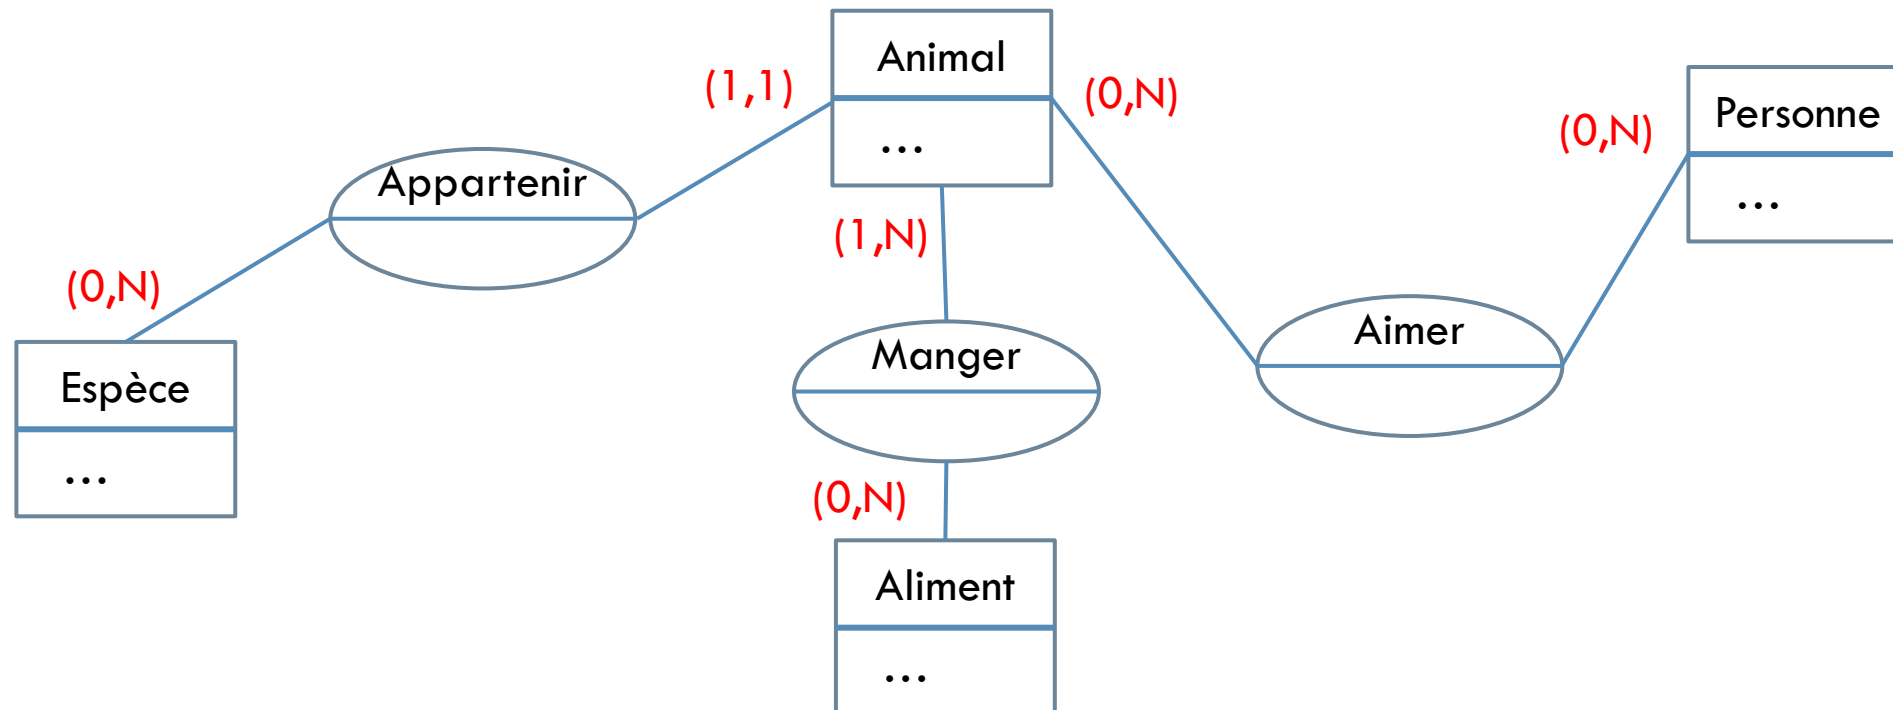 Animal
...
(1,1)
(0,N)
Personne
...
(0,N)
Appartenir
(1,N)
(0,N)
Espèce
...
Manger
Aimer
(0,N)
Aliment
...